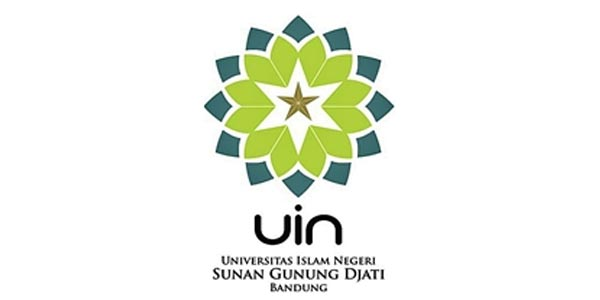 uin
UNIVERSITAS ISLAM NEGERI
SUNAN GUNUNG DJATI
BANDUNG